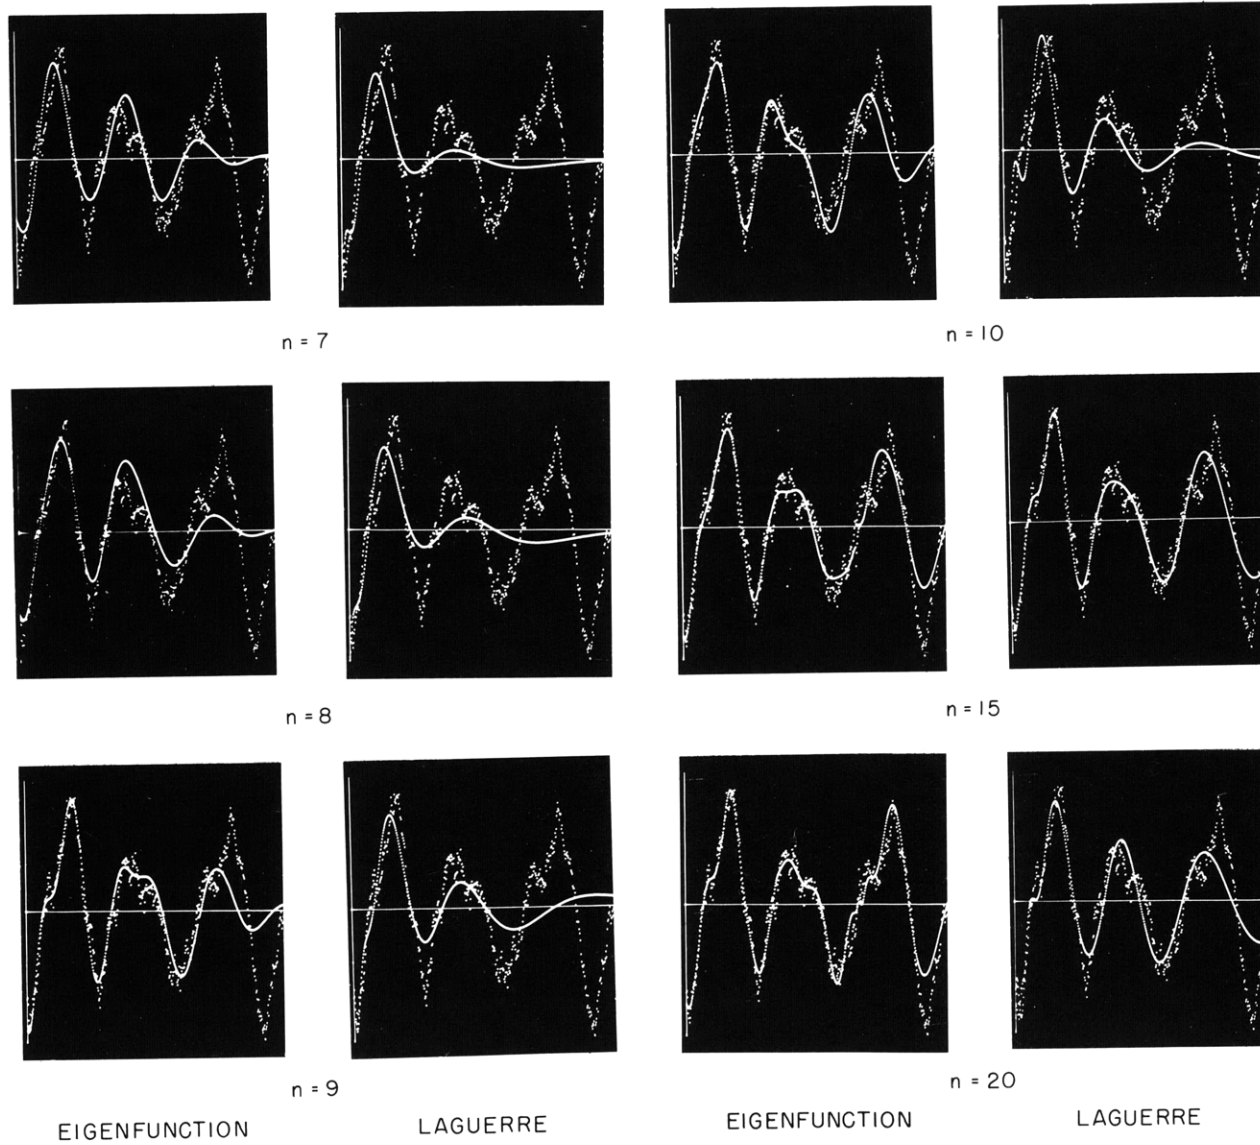 n = 7
n = 10
n = 8
n = 15
n = 9
n = 20
EIGENFUNCTION LAGUERRE EIGENFUNCTION LAGUERRE